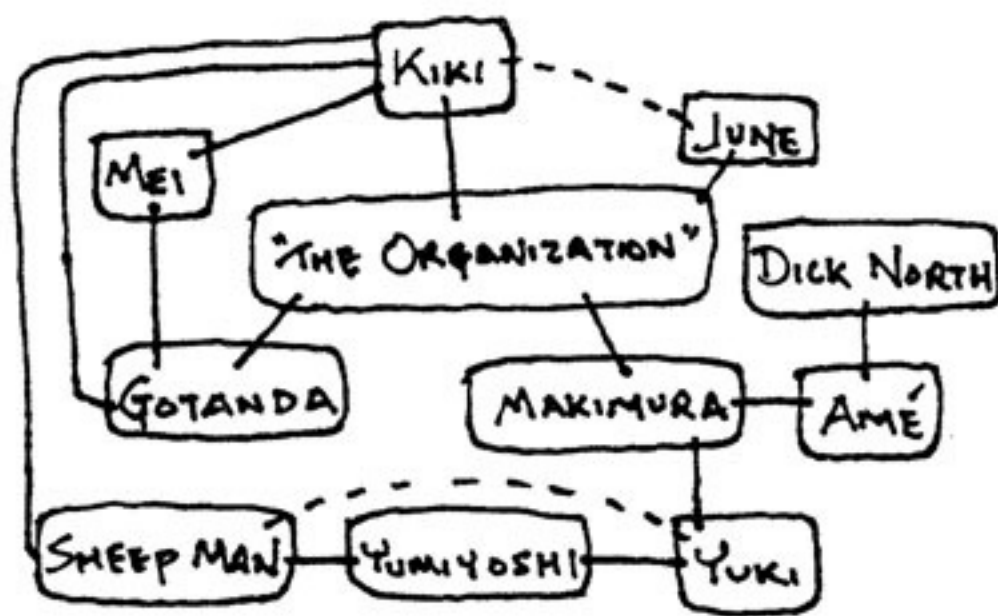 KIKI
JUNE
MEI
"THE ORGANIZATION"
DICK NORTH
GOTANDA
MAKIMURA
AMÉ
SHEEP MAN
YUMIYOSHI
YUKI